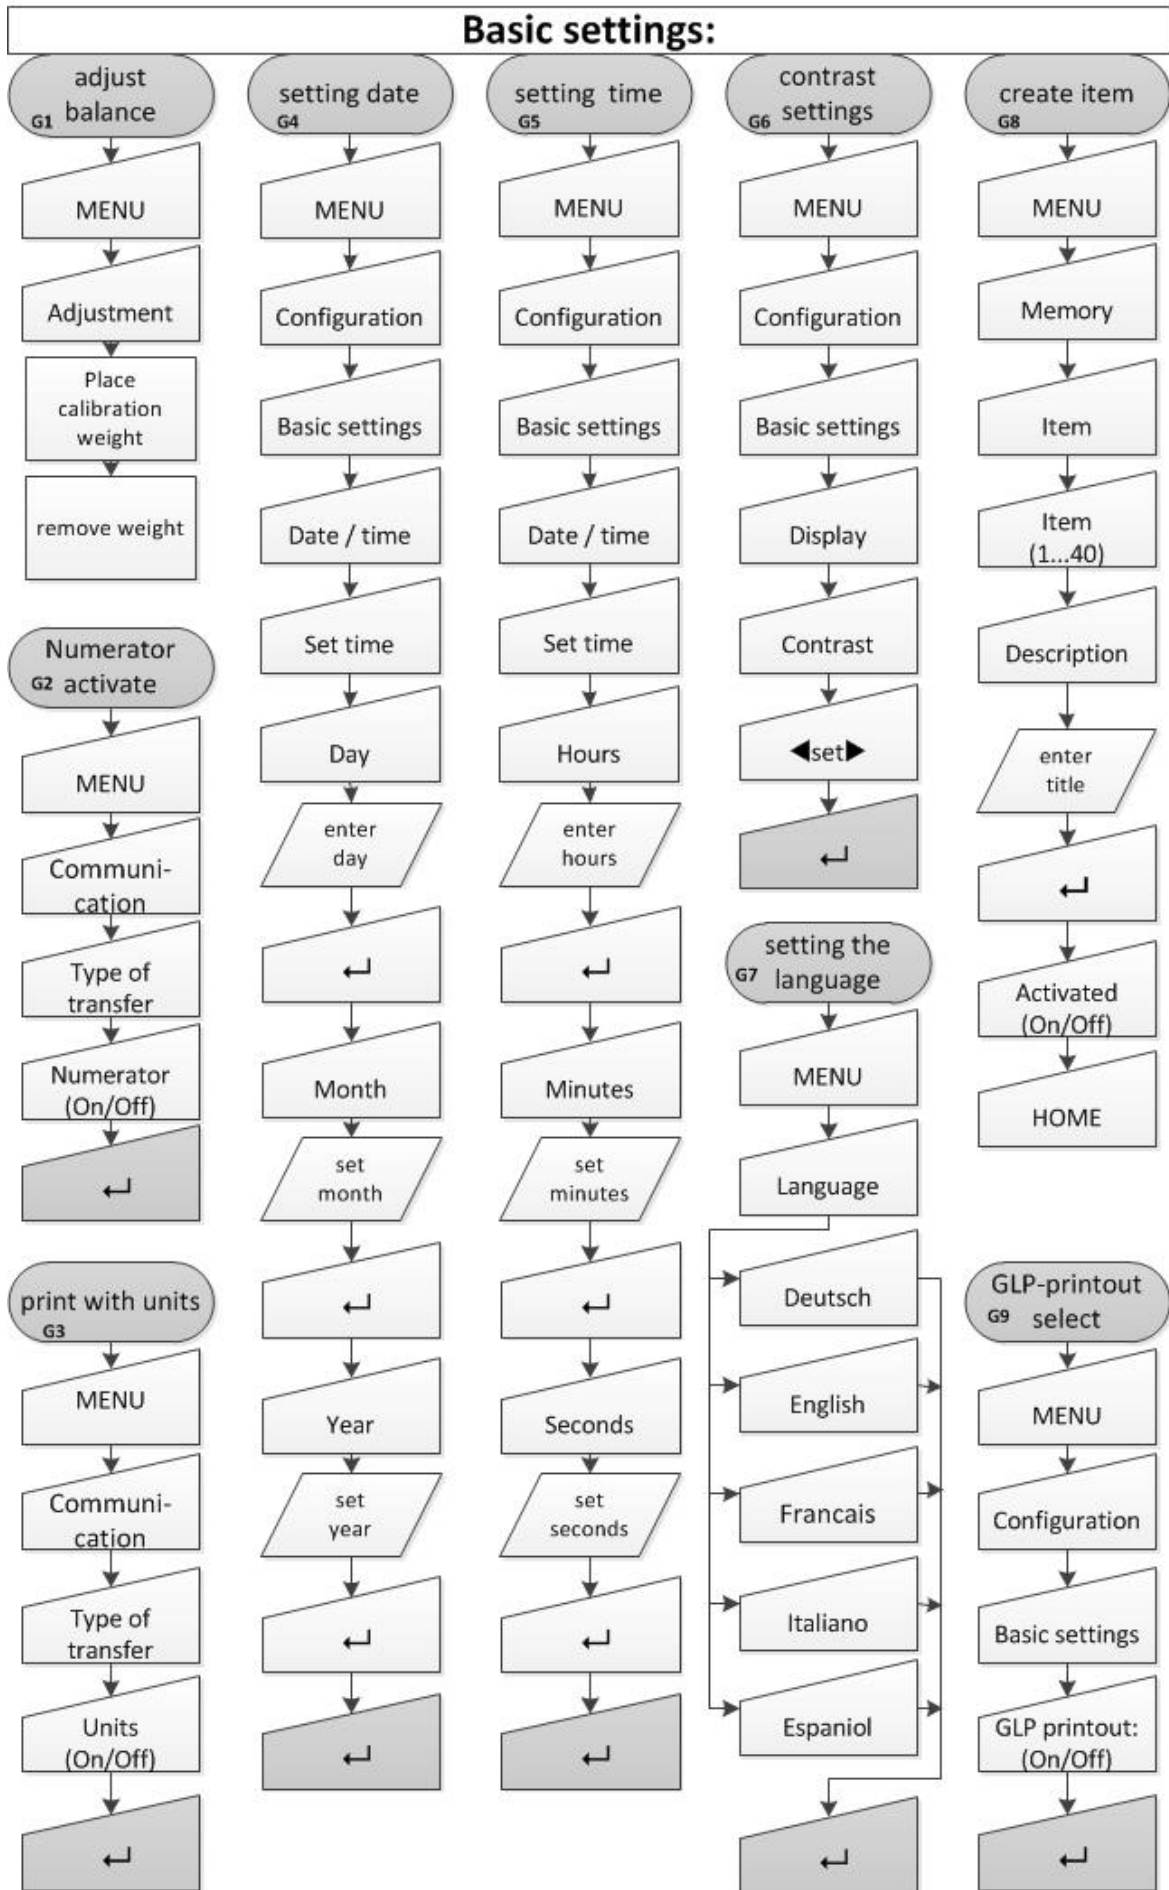 Basic settings:
adjust
G1 balance
MENU
Adjustment
Place
calibration
weight
remove weight
Numerator
G2 activate
MENU
Communi-
cation
Type of
transfer
Numerator
(On/Off)
↵
print with units
G3
MENU
Communi-
cation
Type of
transfer
Units
(On/Off)
↵
setting date
G4
MENU
Configuration
Basic settings
Date / time
Set time
Day
enter
day
↵
Month
set
month
↵
Year
set
year
↵
↵
setting time
G5
MENU
Configuration
Basic settings
Date / time
Set time
Hours
enter
hours
↵
Minutes
set
minutes
↵
Seconds
set
seconds
↵
↵
contrast
G6 settings
MENU
Configuration
Basic settings
Display
Contrast
◀set▶
↵
setting the
G7 language
MENU
Language
Deutsch
English
Francais
Italiano
Espaniol
↵
create item
G8
MENU
Memory
Item
Item
(1...40)
Description
enter
title
↵
Activated
(On/Off)
HOME
GLP-printout
G9 select
MENU
Configuration
Basic settings
GLP printout:
(On/Off)
↵